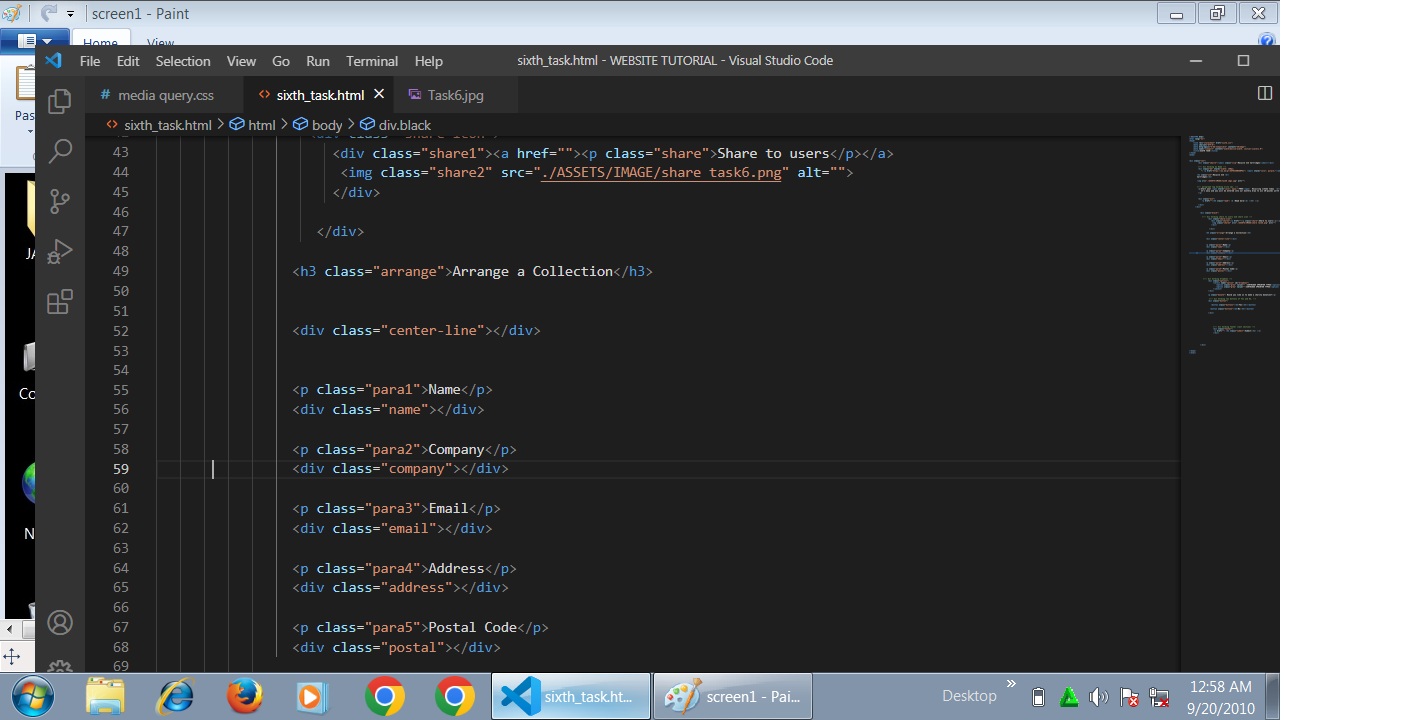 screen1 - Paint
Home View
File Edit Selection View Go Run Terminal Help sixth_task.html - WEBSITE TUTORIAL - Visual Studio Code
# media query.css <> sixth_task.html × Task6.jpg
Pas
<> sixth_task.html > html > body > div.black
43 <div class="share1"><a href=""><p class="share">Share to users</p></a>
44 <img class="share2" src="./ASSETS/IMAGE/share task6.png" alt="">
45 </div>
46
47 </div>
48
JA
49 <h3 class="arrange">Arrange a Collection</h3>
50
51
52 <div class="center-line"></div>
53
54
55 <p class="para1">Name</p>
Co
56 <div class="name"></div>
57
58 <p class="para2">Company</p>
59 <div class="company"></div>
60
61 <p class="para3">Email</p>
62 <div class="email"></div>
N
63
64 <p class="para4">Address</p>
65 <div class="address"></div>
66
67 <p class="para5">Postal Code</p>
68 <div class="postal"></div>
69
sixth_task.ht... screen1 - Pai... Desktop » 12:58 AM
9/20/2010